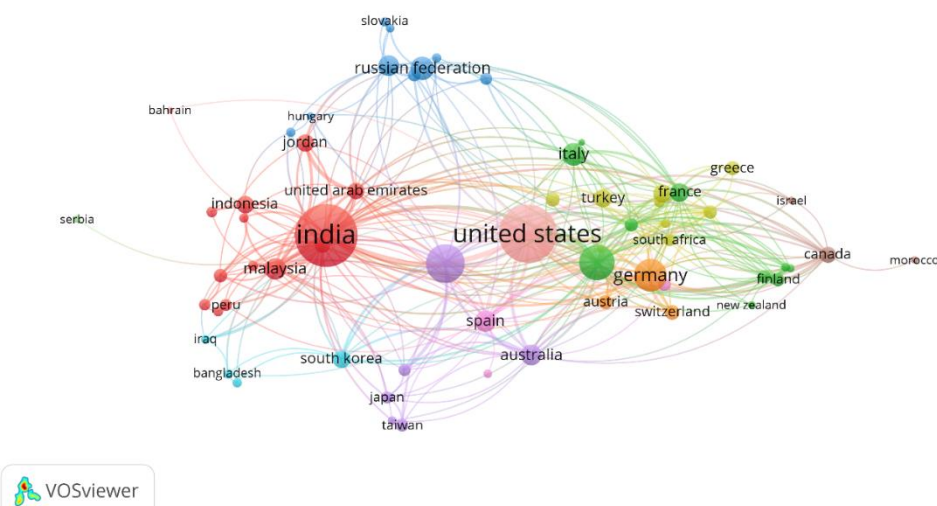 slovakia
russian federation
bahrain
hungary
jordan
italy
greece
united arab emirates
turkey
france
indonesia
israel
serbia
india
united states
south africa
canada
morocco
malaysia
germany
finland
peru
austria
switzerland
new zealand
spain
iraq
south korea
australia
bangladesh
japan
taiwan
VOSviewer